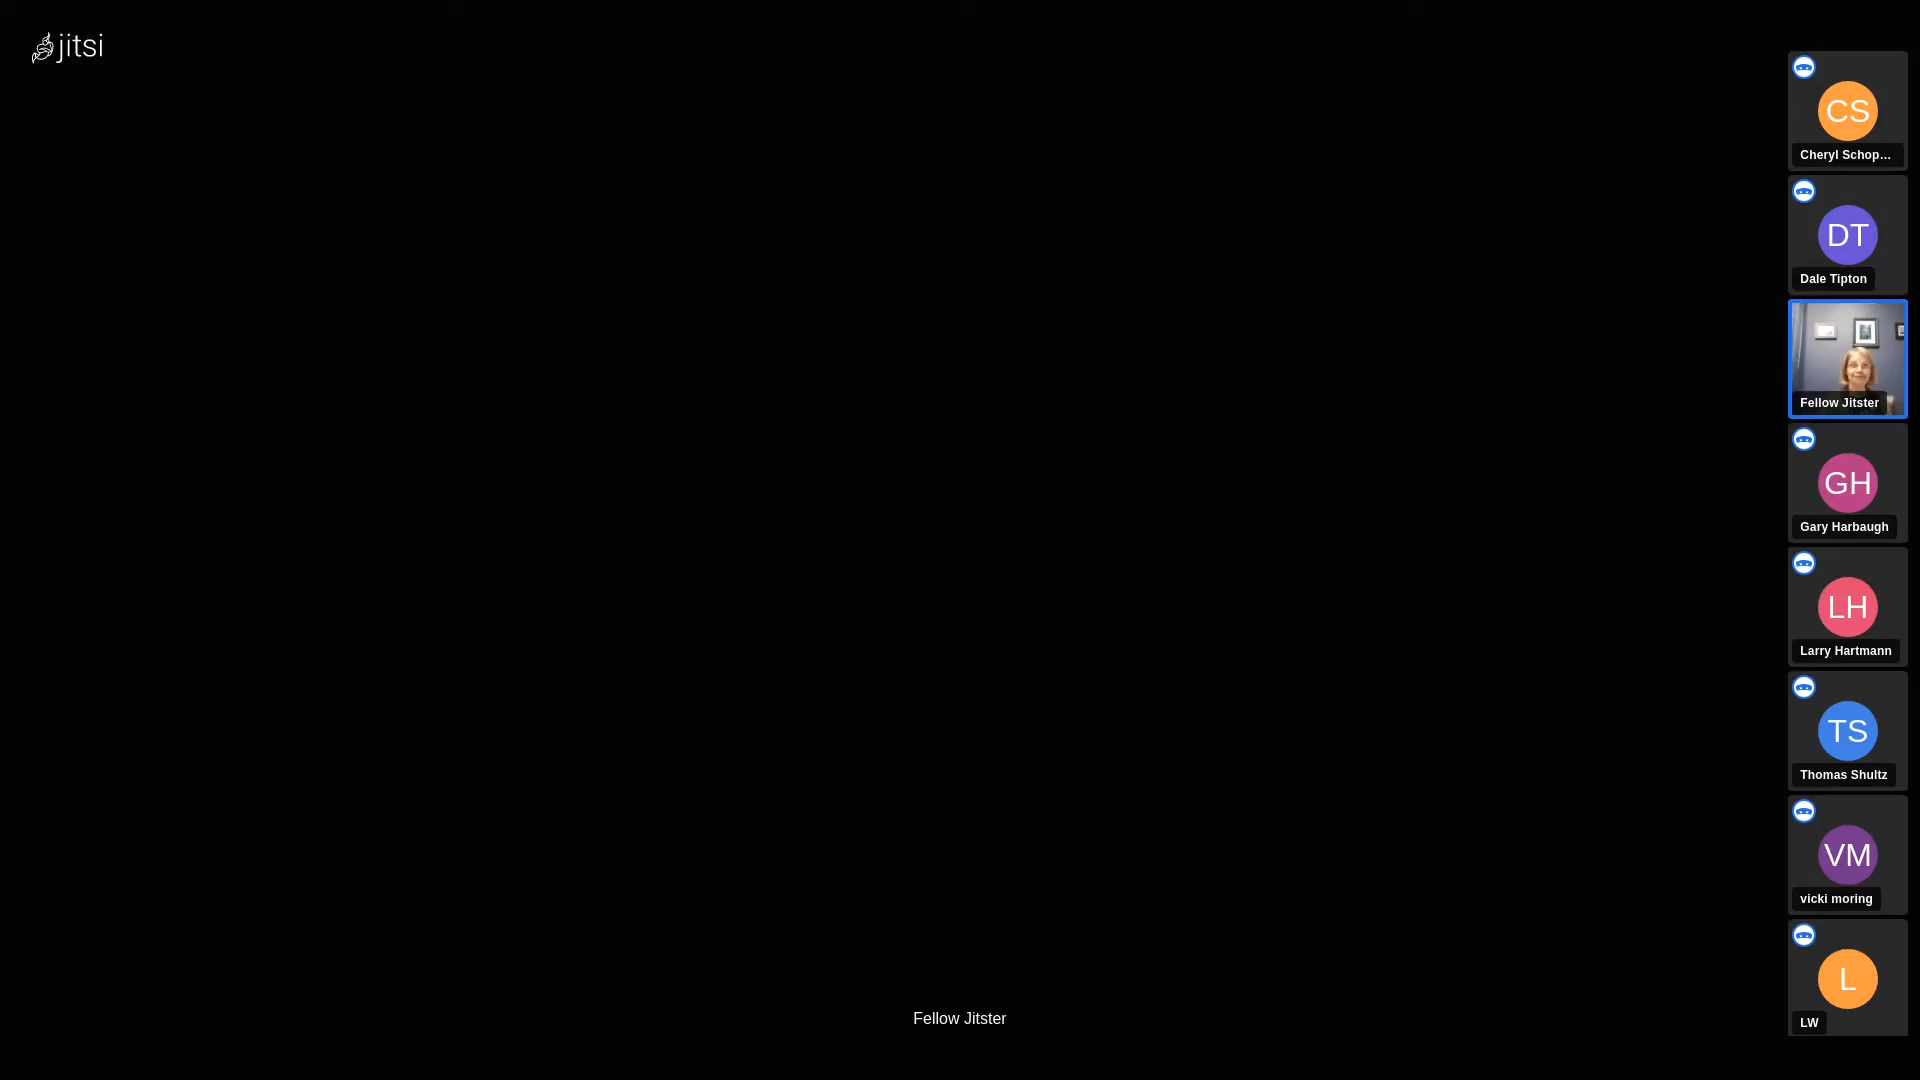 jitsi
CS
Cheryl Schop...
DT
Dale Tipton
Fellow Jitster
GH
Gary Harbaugh
LH
Larry Hartmann
TS
Thomas Shultz
VM
vicki moring
L
LW
Fellow Jitster